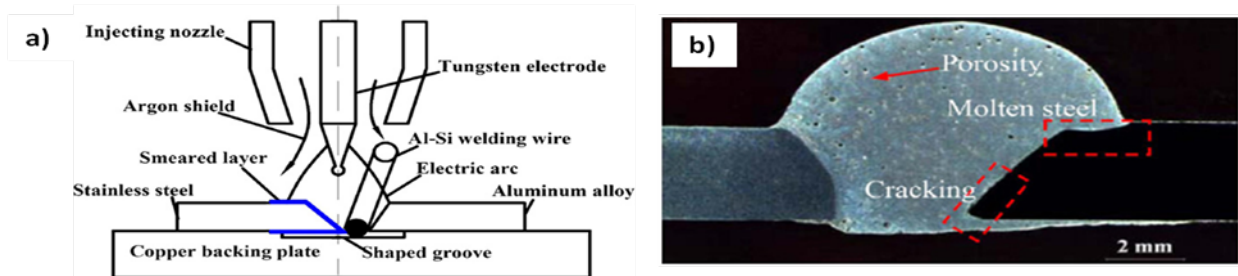 a)
Injecting nozzle
Tungsten electrode
Argon shield
Al-Si welding wire
Smeared layer
Electric arc
Stainless steel
Aluminum alloy
Copper backing plate
Shaped groove
b)
Porosity
Molten steel
Cracking
2 mm